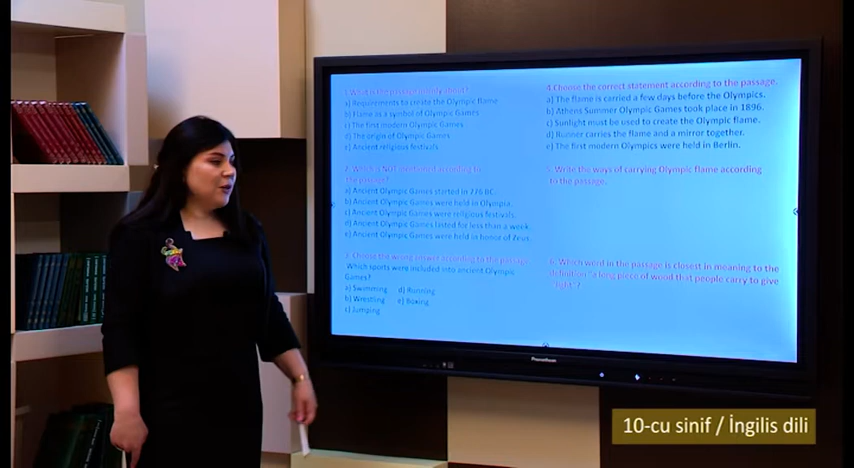 1.What is the passage mainly about?
a) Requirements to create the Olympic flame
b) Flame as a symbol of Olympic Games
c) The first modern Olympic Games
d) The origin of Olympic Games
e) Ancient religious festivals
2. Which is NOT mentioned according to
the passage?
a) Ancient Olympic Games started in 776 BC.
b) Ancient Olympic Games were held in Olympia.
c) Ancient Olympic Games were religious festivals.
d) Ancient Olympic Games lasted for less than a week.
e) Ancient Olympic Games were held in honor of Zeus.
3. Choose the wrong answer according to the passage.
Which sports were included into ancient Olympic
Games?
a) Swimming d) Running
b) Wrestling e) Boxing
c) Jumping
4.Choose the correct statement according to the passage.
a) The flame is carried a few days before the Olympics.
b) Athens Summer Olympic Games took place in 1896.
c) Sunlight must be used to create the Olympic flame.
d) Runner carries the flame and a mirror together.
e) The first modern Olympics were held in Berlin.
5. Write the ways of carrying Olympic flame according
to the passage.
6. Which word in the passage is closest in meaning to the
definition "a long piece of wood that people carry to give
light"?
Promethean
10-cu sinif / İngilis dili